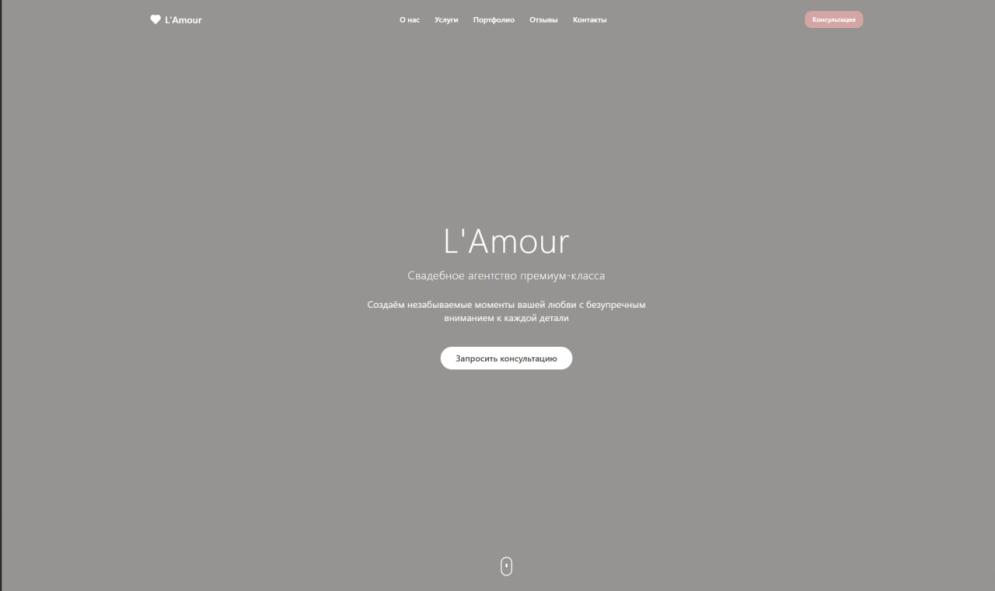 L'Amour
О нас
Услуги
Портфолио
Отзывы
Контакты
Консультация
L'Amour
Свадебное агентство премиум-класса
Создаём незабываемые моменты вашей любви с безупречным
вниманием к каждой детали
Запросить консультацию